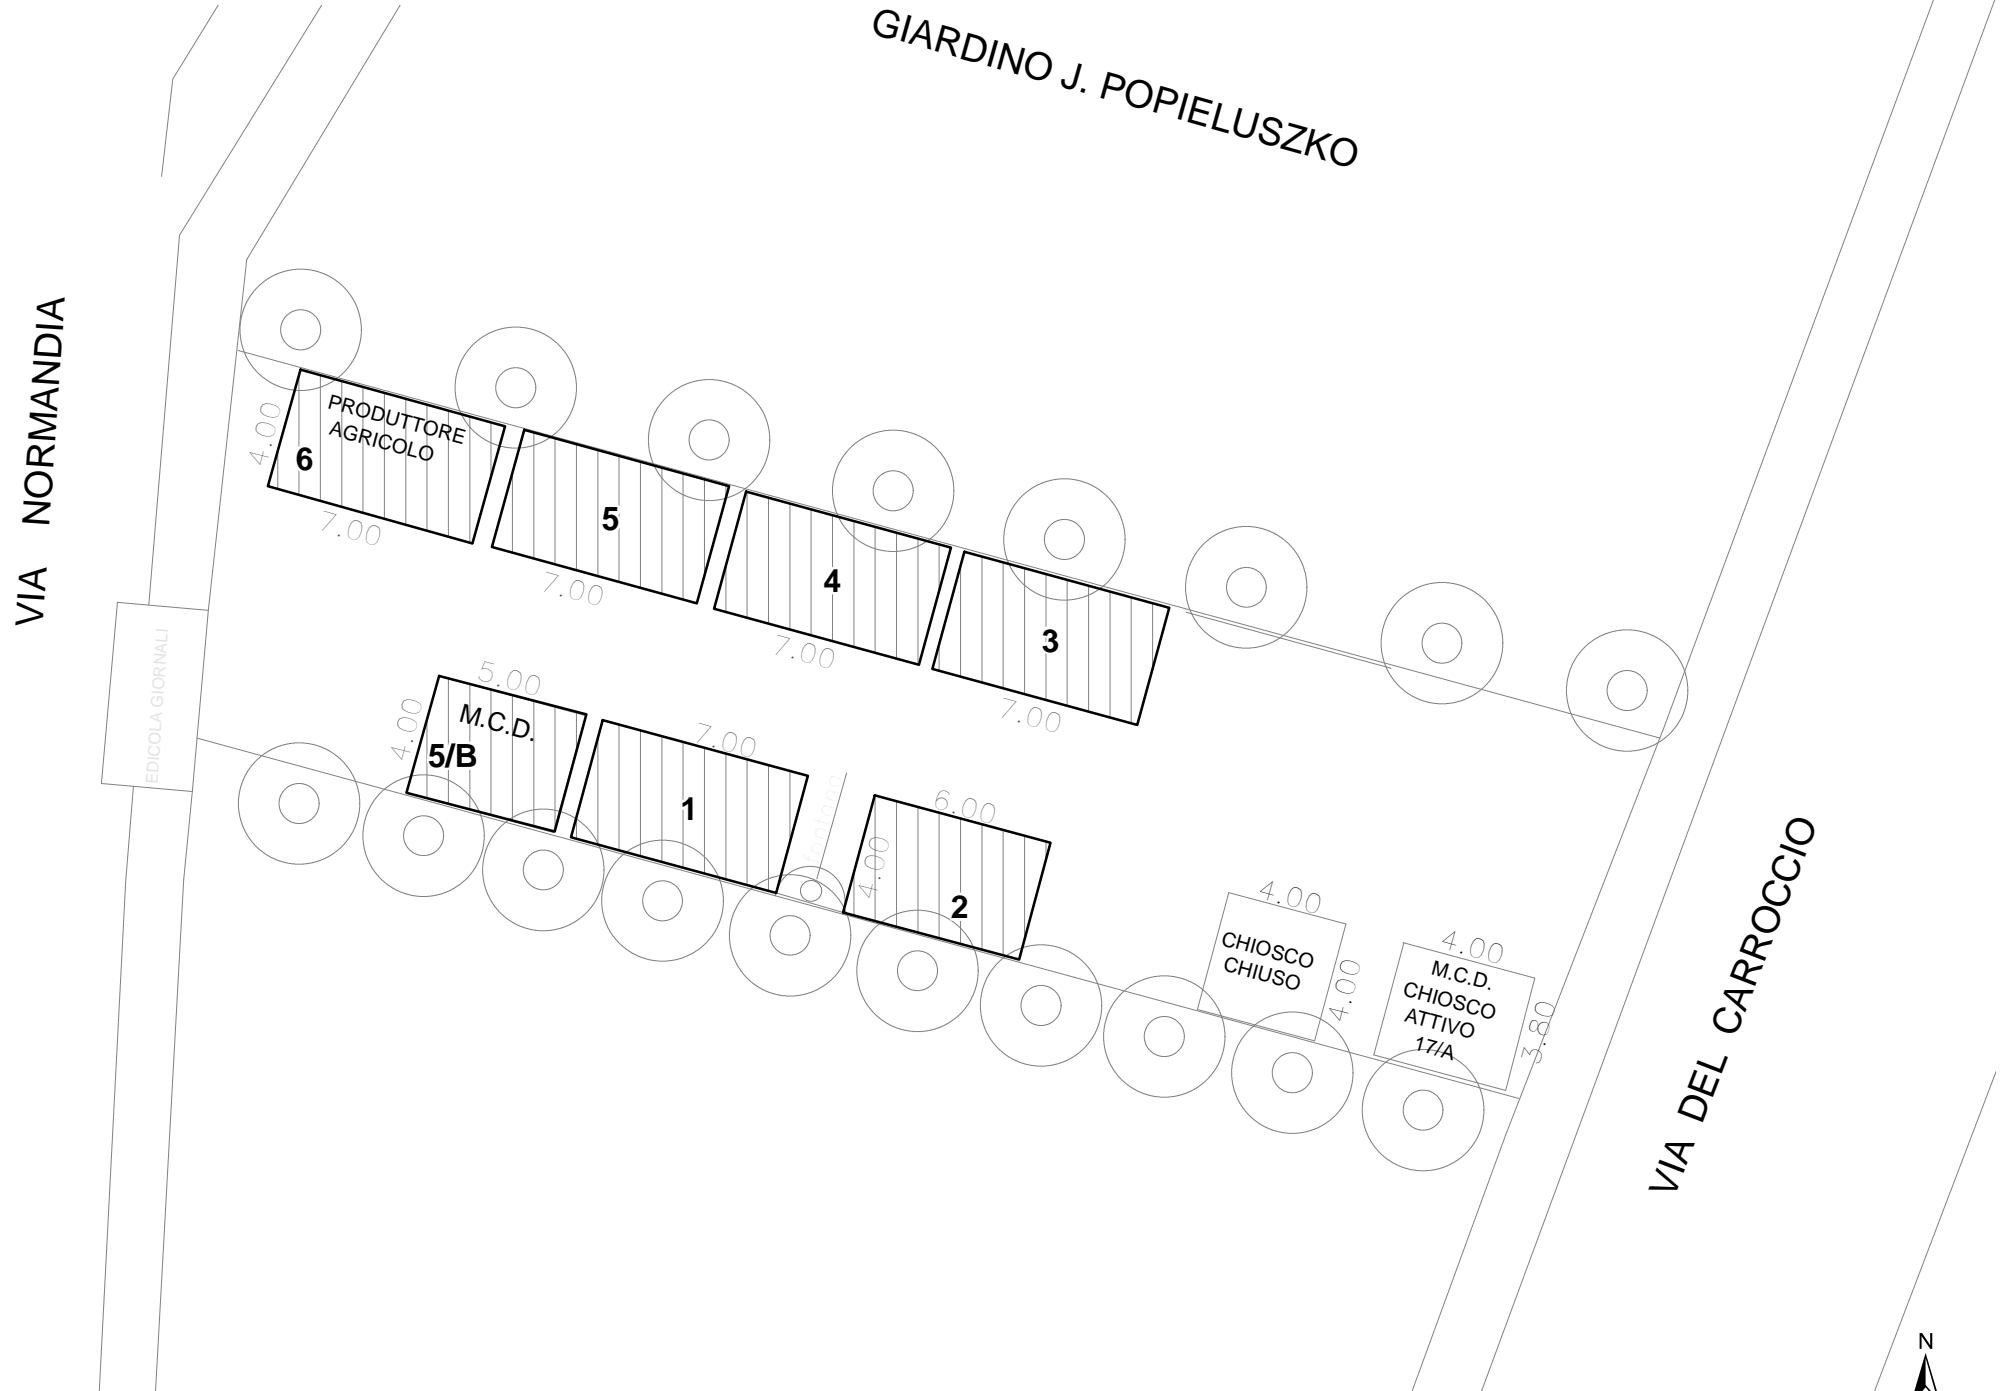 GIARDINO J. POPIELUSZKO
VIA NORMANDIA
PRODUTTORE
AGRICOLO
4.00
6
7.00
5
7.00
4
7.00
3
7.00
EDICOLA GIORNALI
5.00
M.C.D.
4.00
5/B
7.00
1
fontana
6.00
4.00
2
4.00
CHIOSCO
CHIUSO
4.00
4.00
M.C.D.
CHIOSCO
ATTIVO
17/A
3.80
VIA DEL CARROCCIO
N